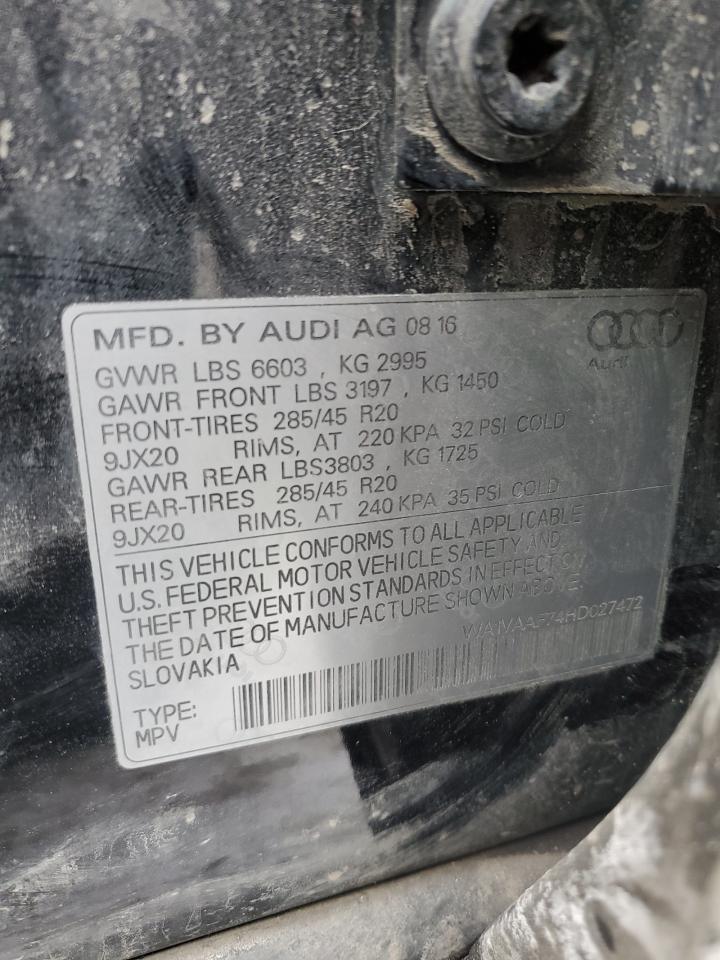 MFD. BY AUDI AG 08 16
Audi
GVWR LBS 6603 , KG 2995
GAWR FRONT LBS 3197 , KG 1450
FRONT-TIRES 285/45 R20
9JX20 RIMS, AT 220 KPA 32 PSI COLD
GAWR REAR LBS3803 , KG 1725
REAR-TIRES 285/45 R20
9JX20 RIMS, AT 240 KPA 35 PSI COLD
THIS VEHICLE CONFORMS TO ALL APPLICABLE
U.S. FEDERAL MOTOR VEHICLE SAFETY AND
THEFT PREVENTION STANDARDS IN EFFECT ON
THE DATE OF MANUFACTURE SHOWN ABOVE.
SLOVAKIA WA1VAAF74HD027472
TYPE:
MPV